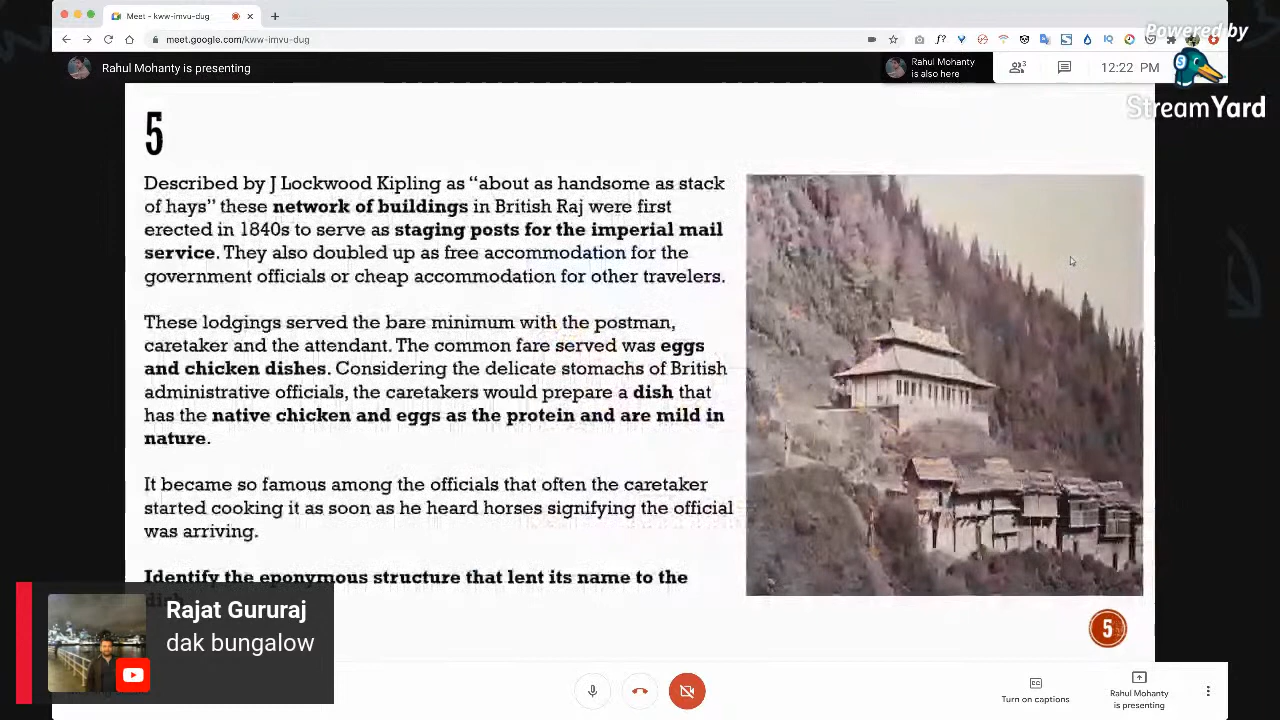 Meet - kww-imvu-dug
meet.google.com/kww-imvu-dug
Powered by
StreamYard
Rahul Mohanty is presenting
Rahul Mohanty
is also here
3
12:22 PM
5
Described by J Lockwood Kipling as “about as handsome as stack
of hays” these network of buildings in British Raj were first
erected in 1840s to serve as staging posts for the imperial mail
service. They also doubled up as free accommodation for the
government officials or cheap accommodation for other travelers.
These lodgings served the bare minimum with the postman,
caretaker and the attendant. The common fare served was eggs
and chicken dishes. Considering the delicate stomachs of British
administrative officials, the caretakers would prepare a dish that
has the native chicken and eggs as the protein and are mild in
nature.
It became so famous among the officials that often the caretaker
started cooking it as soon as he heard horses signifying the official
was arriving.
Identify the eponymous structure that lent its name to the
dish
5
Rajat Gururaj
dak bungalow
Turn on captions
Rahul Mohanty
is presenting